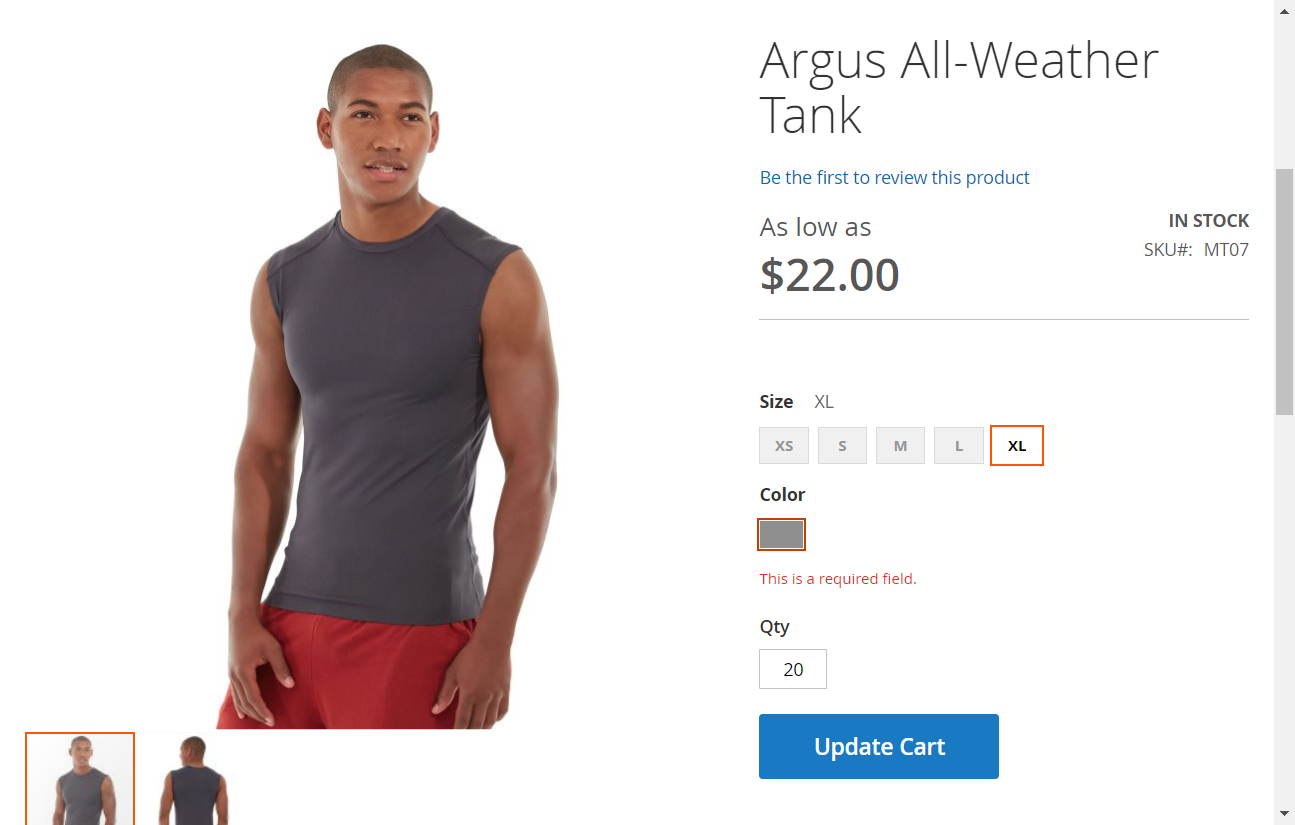 Argus All-Weather
Tank
Be the first to review this product
As low as
$22.00
IN STOCK
SKU#: MT07
Size XL
XS S M L XL
Color
This is a required field.
Qty
20
Update Cart